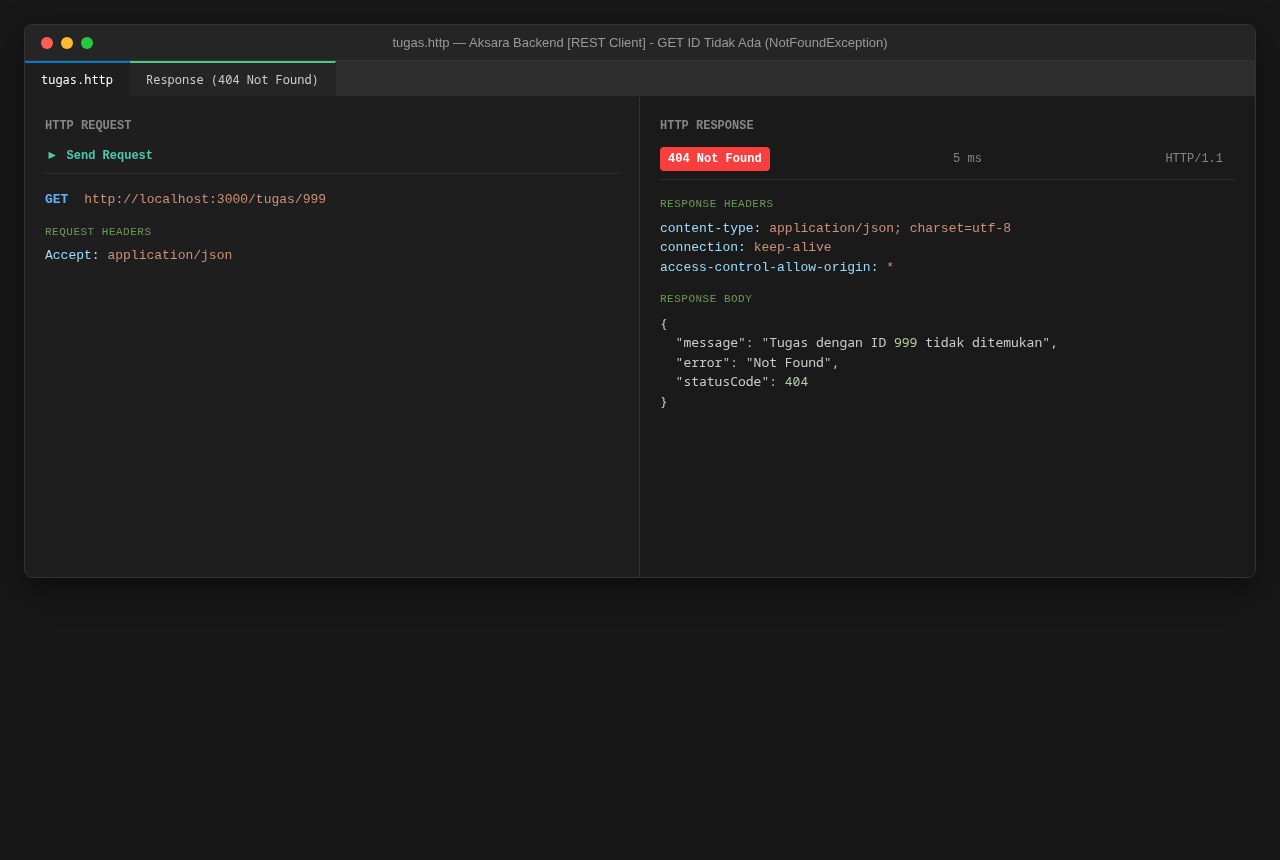 tugas.http — Aksara Backend [REST Client] - GET ID Tidak Ada (NotFoundException)
tugas.http
Response (404 Not Found)
HTTP REQUEST
► Send Request
GET http://localhost:3000/tugas/999
REQUEST HEADERS
Accept: application/json
HTTP RESPONSE
404 Not Found
5 ms
HTTP/1.1
RESPONSE HEADERS
content-type: application/json; charset=utf-8
connection: keep-alive
access-control-allow-origin: *
RESPONSE BODY
{
  "message": "Tugas dengan ID 999 tidak ditemukan",
  "error": "Not Found",
  "statusCode": 404
}